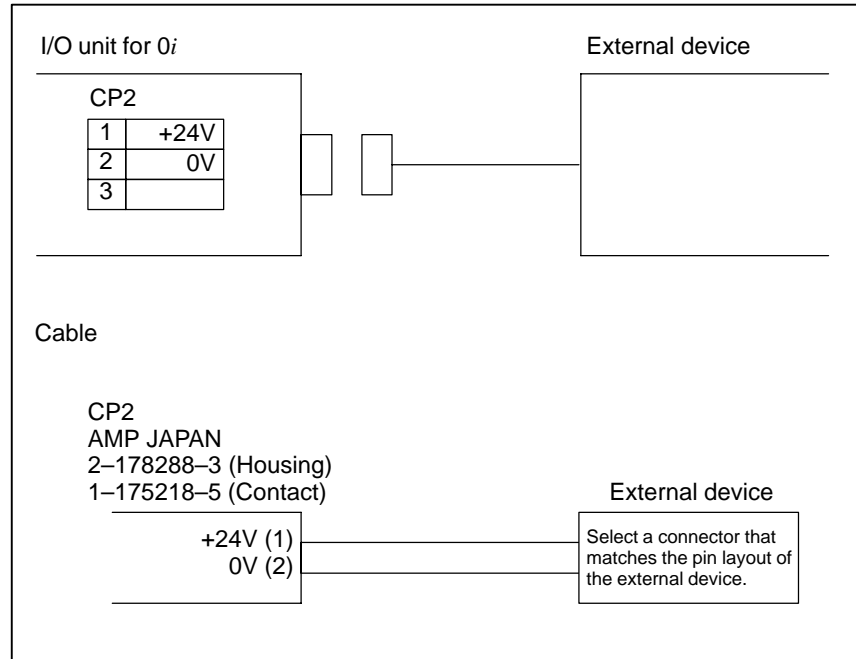 I/O unit for 0i
External device
CP2
1 +24V
2 0V
3
Cable
CP2
AMP JAPAN
2–178288–3 (Housing)
1–175218–5 (Contact)
External device
+24V (1)
0V (2)
Select a connector that
matches the pin layout of
the external device.